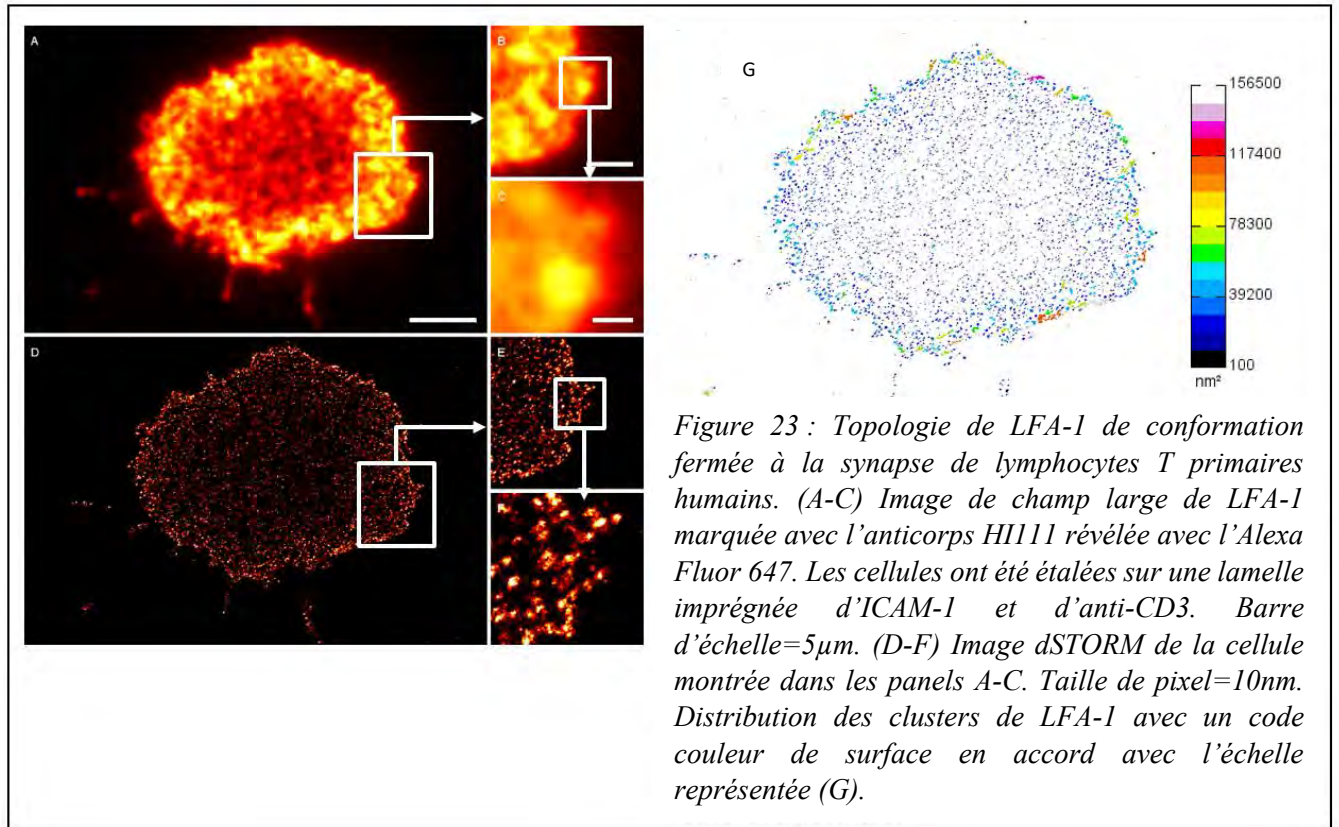 A
B
C
D
E
G
156500
117400
78300
39200
100
nm²
Figure 23 : Topologie de LFA-1 de conformation
fermée à la synapse de lymphocytes T primaires
humains. (A-C) Image de champ large de LFA-1
marquée avec l'anticorps HI111 révélée avec l'Alexa
Fluor 647. Les cellules ont été étalées sur une lamelle
imprégnée d'ICAM-1 et d'anti-CD3. Barre
d'échelle=5µm. (D-F) Image dSTORM de la cellule
montrée dans les panels A-C. Taille de pixel=10nm.
Distribution des clusters de LFA-1 avec un code
couleur de surface en accord avec l'échelle
représentée (G).